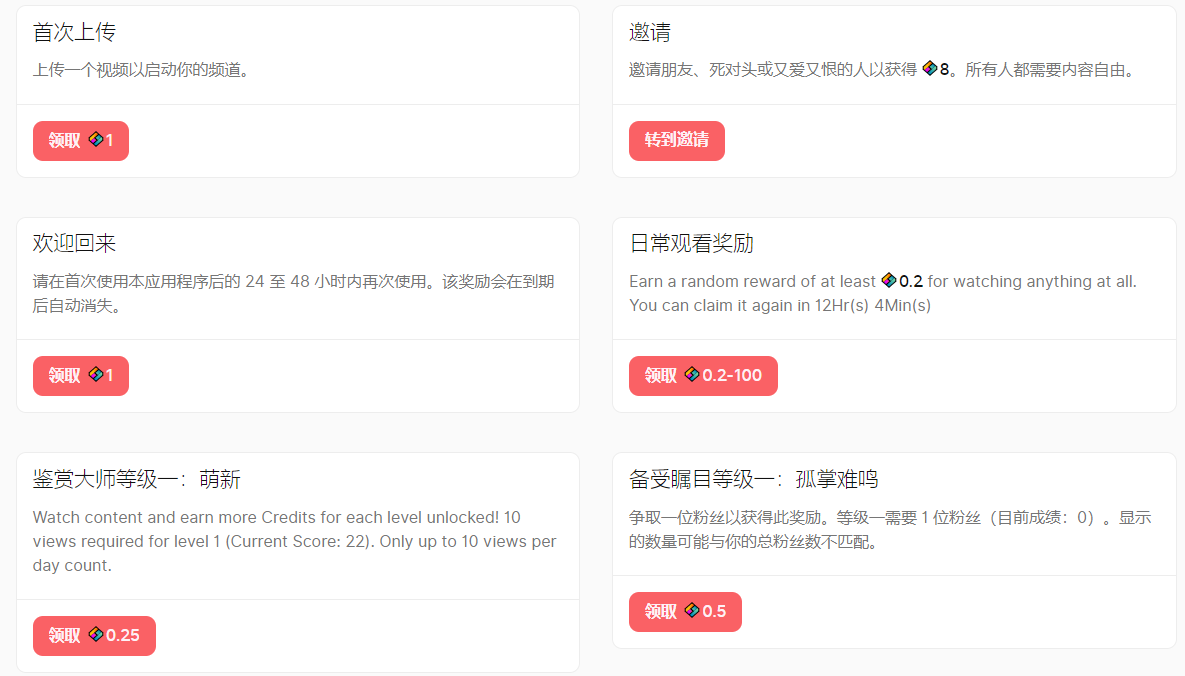 首次上传
上传一个视频以启动你的频道。
领取 1
邀请
邀请朋友、死对头或又爱又恨的人以获得 8。所有人都需要内容自由。
转到邀请
欢迎回来
请在首次使用本应用程序后的 24 至 48 小时内再次使用。该奖励会在到期
后自动消失。
领取 1
日常观看奖励
Earn a random reward of at least 0.2 for watching anything at all.
You can claim it again in 12Hr(s) 4Min(s)
领取 0.2-100
鉴赏大师等级一：萌新
Watch content and earn more Credits for each level unlocked! 10
views required for level 1 (Current Score: 22). Only up to 10 views per
day count.
领取 0.25
备受瞩目等级一：孤掌难鸣
争取一位粉丝以获得此奖励。等级一需要 1 位粉丝（目前成绩：0）。显示
的数量可能与你的总粉丝数不匹配。
领取 0.5